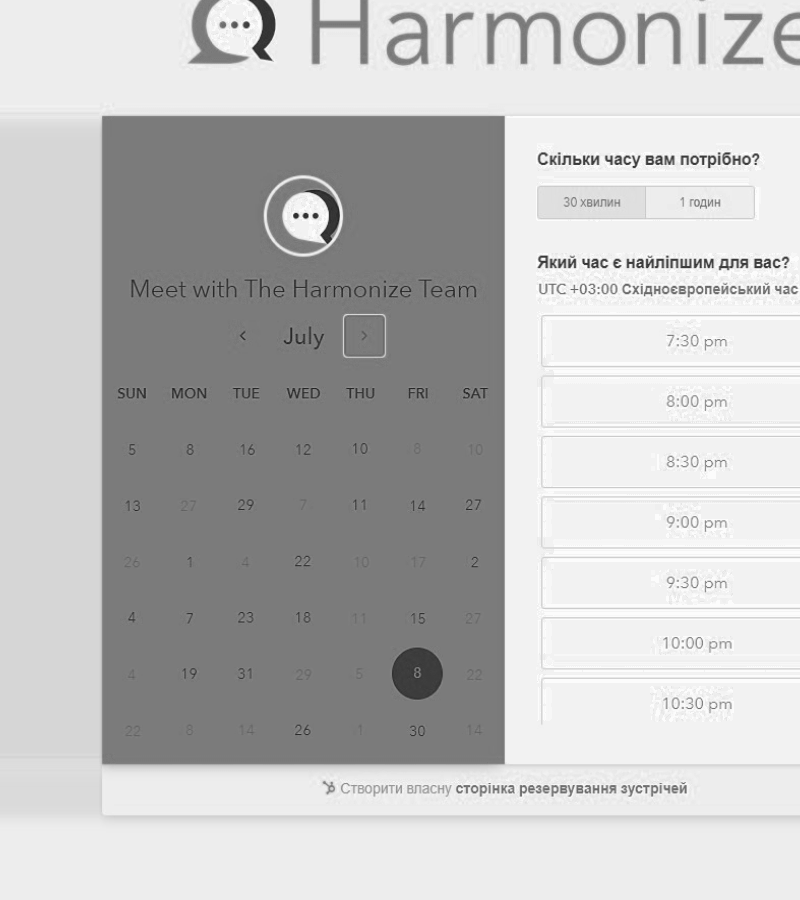 Harmonize
Meet with The Harmonize Team
July
SUN MON TUE WED THU FRI SAT
5 8 16 12 10 8 10
13 27 29 7 11 14 27
26 1 4 22 10 17 2
4 7 23 18 11 15 27
4 19 31 29 5 8 22
22 8 14 26 1 30 14
Скільки часу вам потрібно?
30 хвилин 1 годин
Який час є найліпшим для вас?
UTC +03:00 Східноєвропейський час
7:30 pm
8:00 pm
8:30 pm
9:00 pm
9:30 pm
10:00 pm
10:30 pm
Створити власну сторінка резервування зустрічей